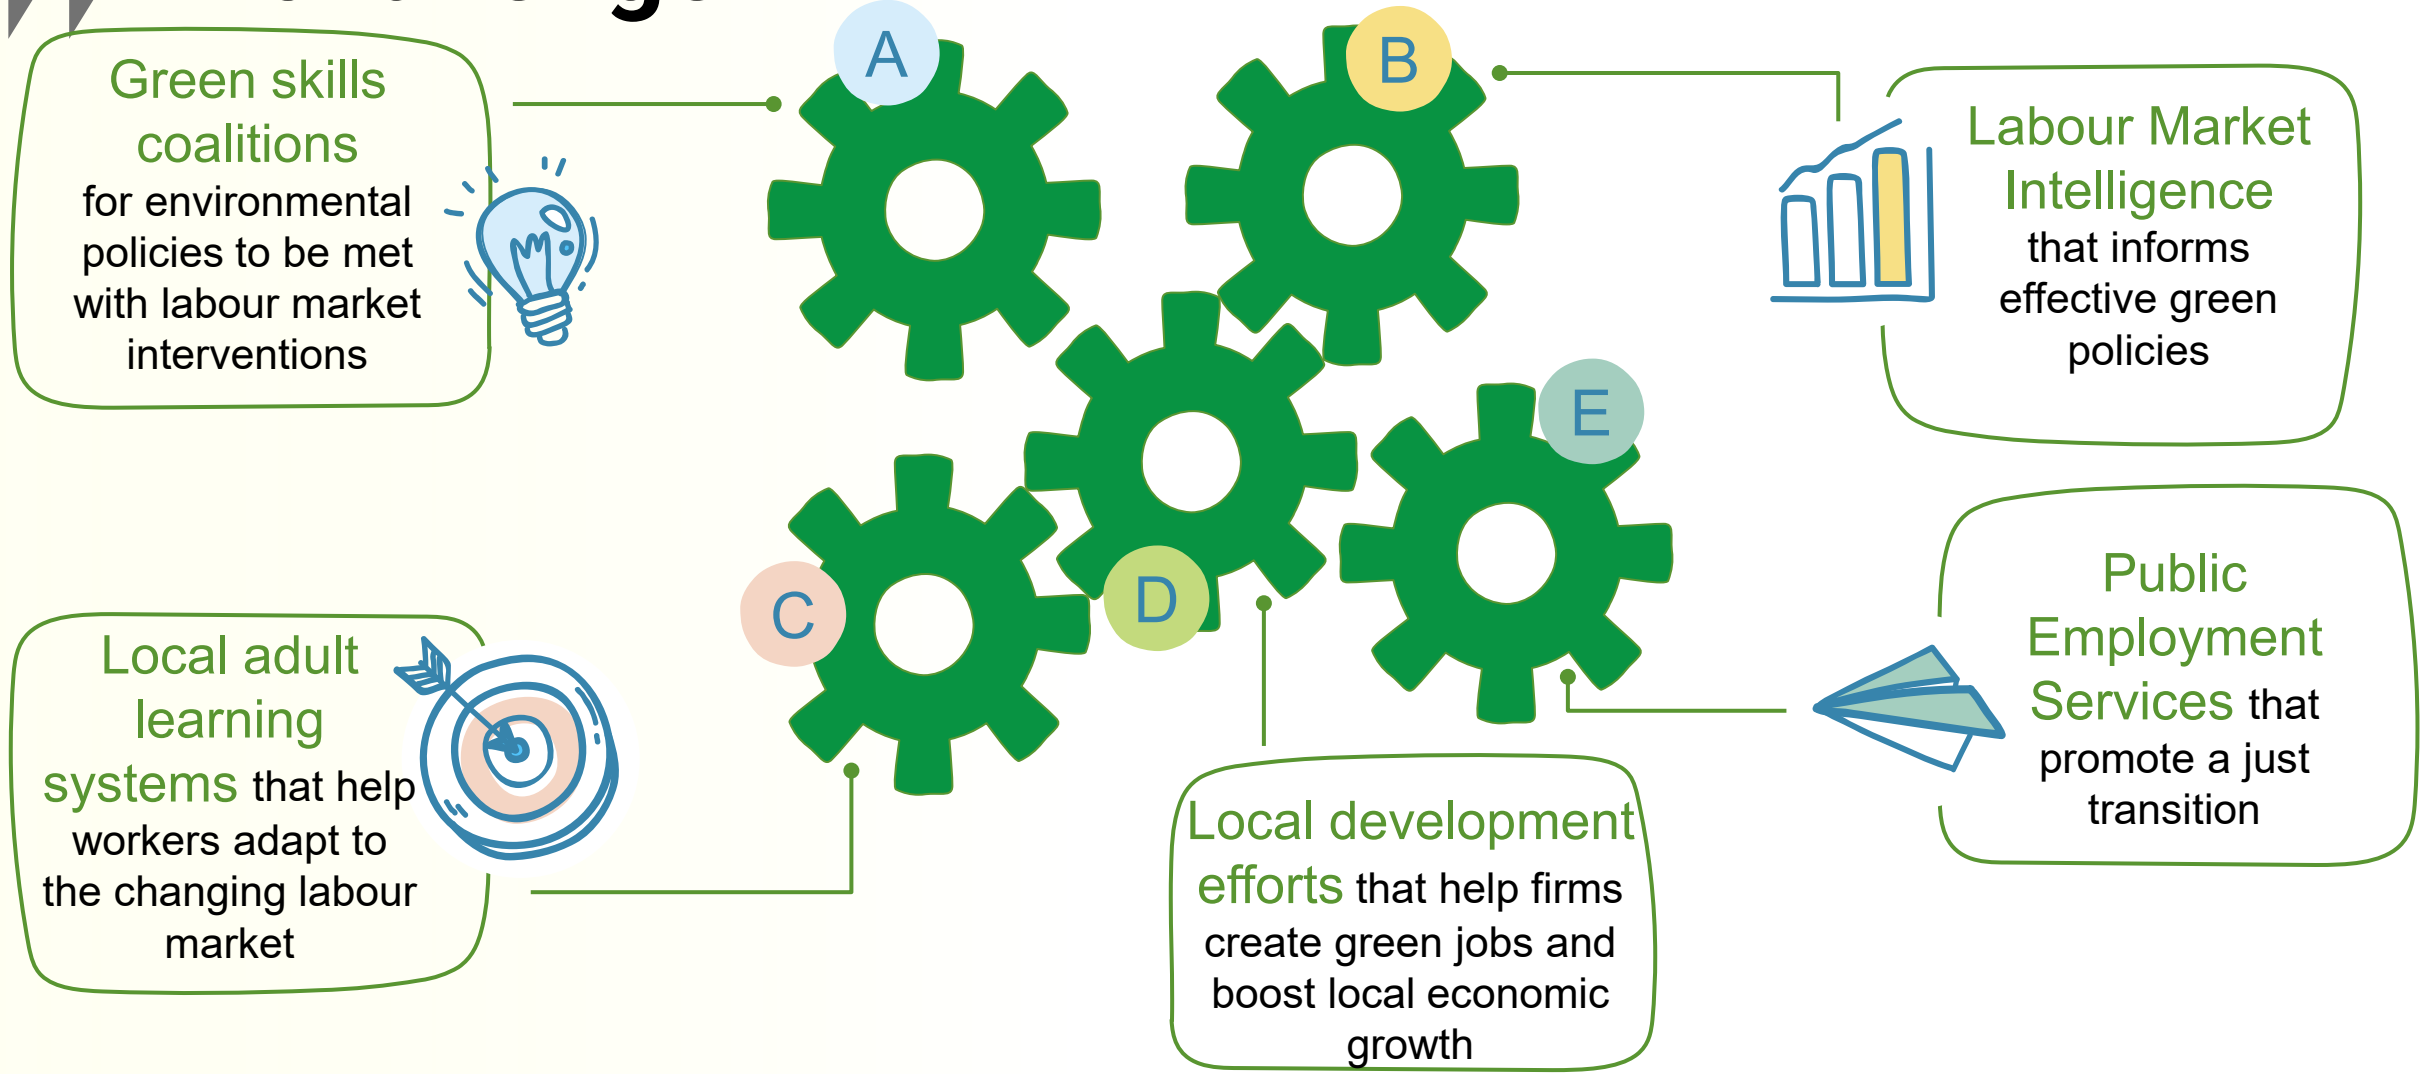 A
B
Green skills
coalitions
for environmental
policies to be met
with labour market
interventions
Labour Market
Intelligence
that informs
effective green
policies
E
C
D
Local adult
learning
systems that help
workers adapt to
the changing labour
market
Local development
efforts that help firms
create green jobs and
boost local economic
growth
Public
Employment
Services that
promote a just
transition